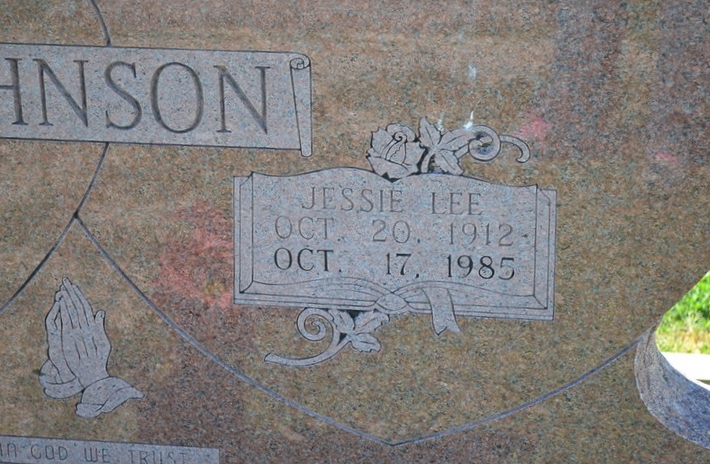 HNSON
JESSIE LEE
OCT. 20, 1912
OCT. 17, 1985
IN GOD WE TRUST